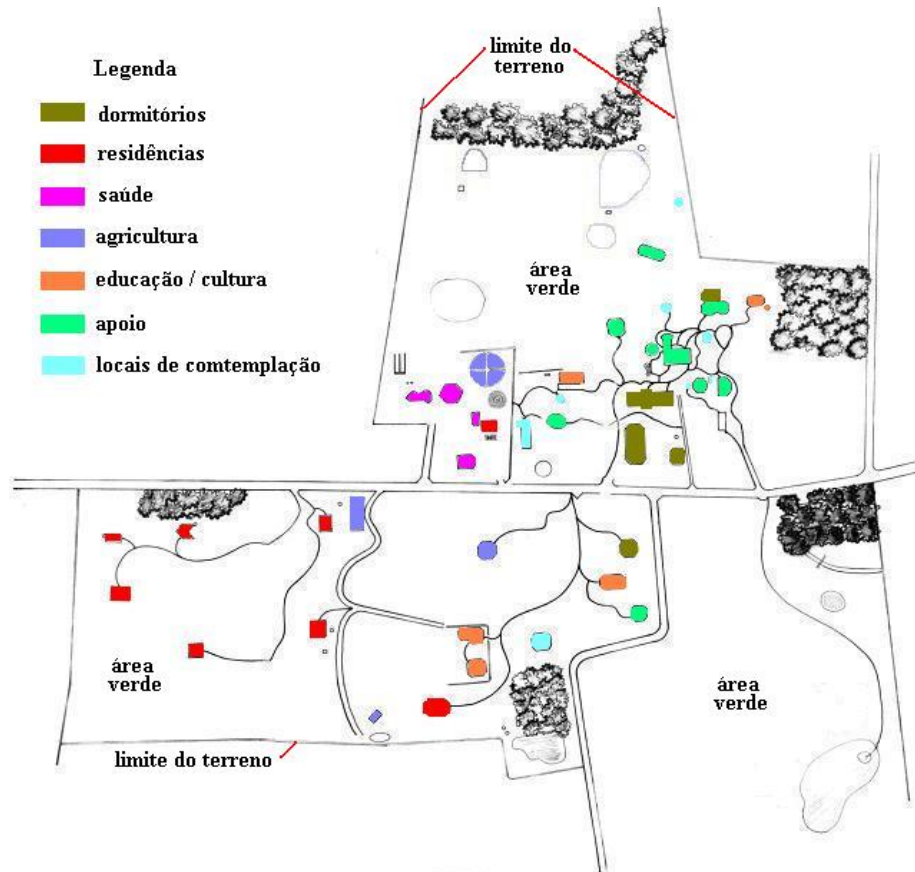 limite do
terreno
Legenda
dormitórios
residências
saúde
agricultura
educação / cultura
apoio
locais de comtemplação
área
verde
área
verde
área
verde
limite do terreno